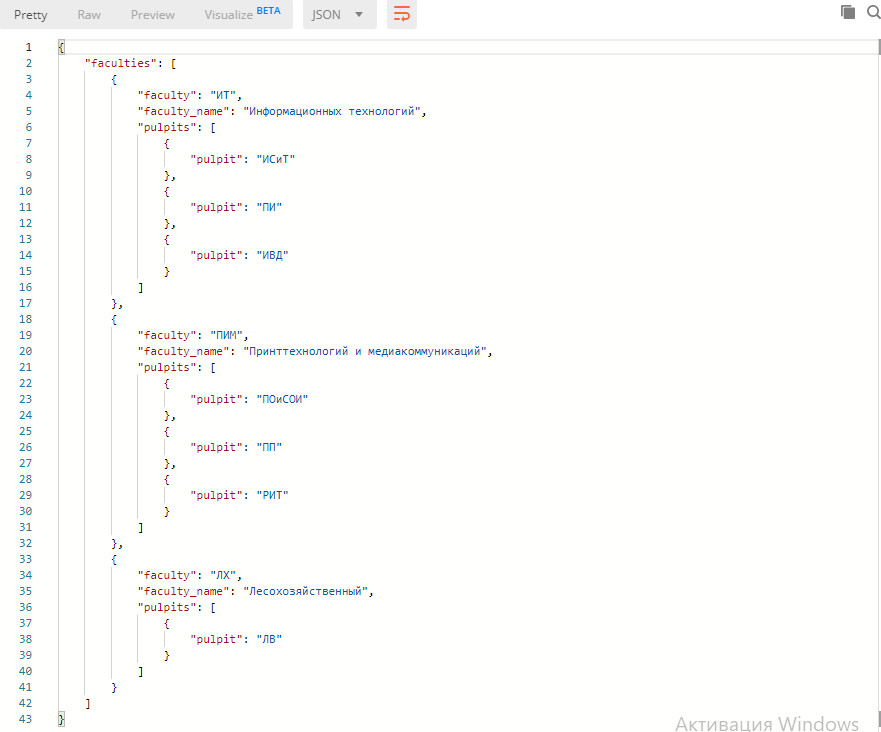 Pretty Raw Preview Visualize BETA JSON
1 {
2 "faculties": [
3 {
4 "faculty": "ИТ",
5 "faculty_name": "Информационных технологий",
6 "pulpits": [
7 {
8 "pulpit": "ИСиТ"
9 },
10 {
11 "pulpit": "ПИ"
12 },
13 {
14 "pulpit": "ИВД"
15 }
16 ]
17 },
18 {
19 "faculty": "ПИМ",
20 "faculty_name": "Принттехнологий и медиакоммуникаций",
21 "pulpits": [
22 {
23 "pulpit": "ПОиСОИ"
24 },
25 {
26 "pulpit": "ПП"
27 },
28 {
29 "pulpit": "РИТ"
30 }
31 ]
32 },
33 {
34 "faculty": "ЛХ",
35 "faculty_name": "Лесохозяйственный",
36 "pulpits": [
37 {
38 "pulpit": "ЛВ"
39 }
40 ]
41 }
42 ]
43 }
Активация Windows